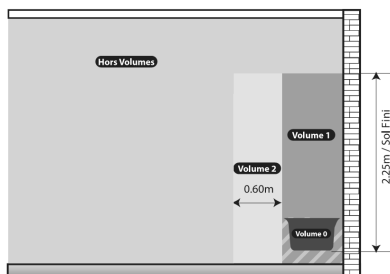 Hors Volumes
Volume 1
Volume 2
0.60m
Volume 0
2.25m / Sol Fini